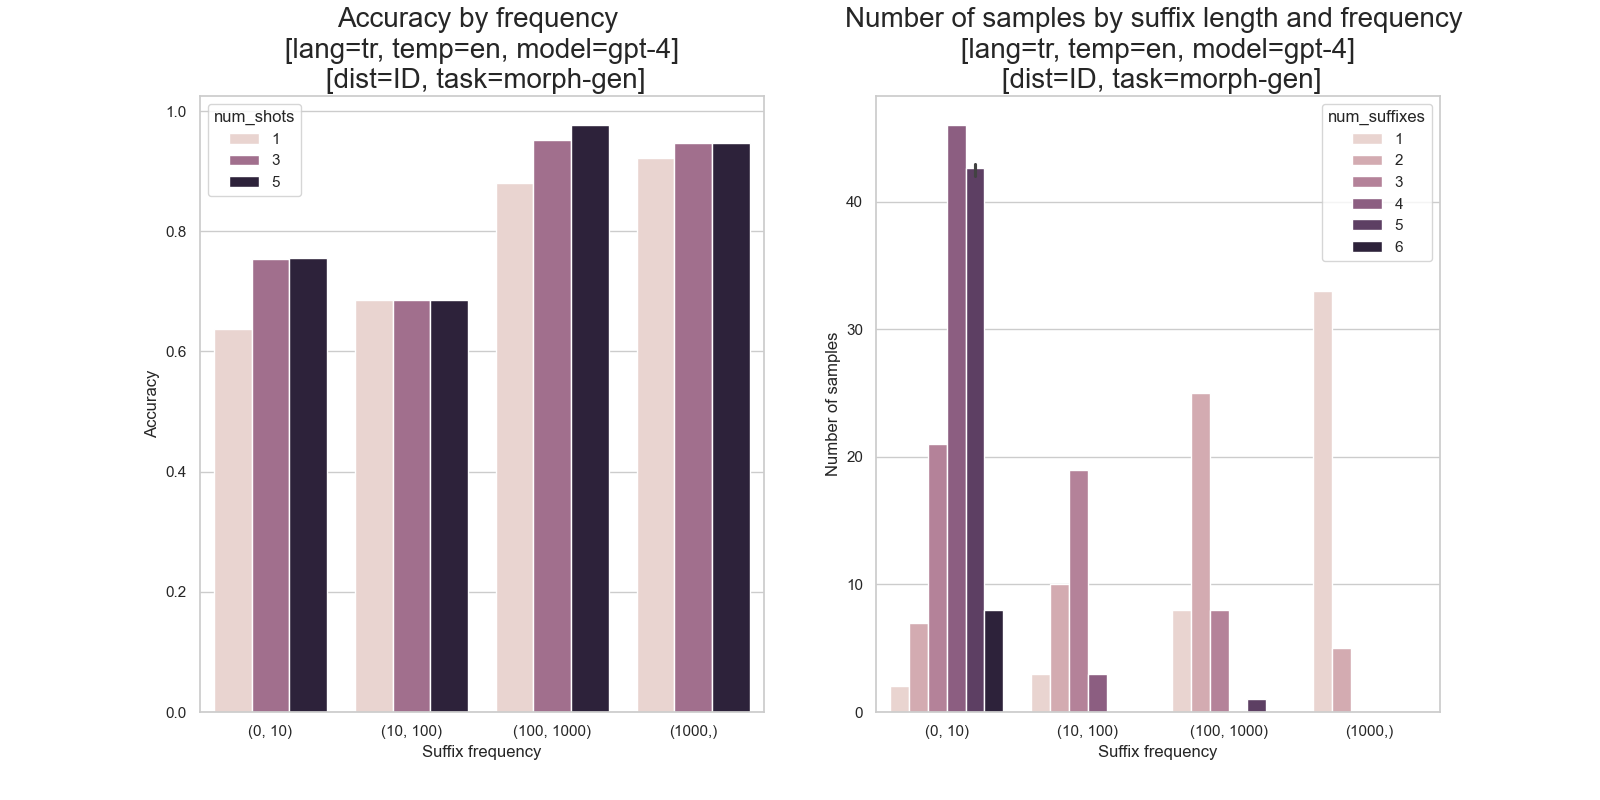 Accuracy by frequency
[lang=tr, temp=en, model=gpt-4]
[dist=ID, task=morph-gen]
num_shots
1
3
5
1.0
0.8
0.6
0.4
0.2
0.0
Accuracy
(0, 10)
(10, 100)
(100, 1000)
(1000,)
Suffix frequency
Number of samples by suffix length and frequency
[lang=tr, temp=en, model=gpt-4]
[dist=ID, task=morph-gen]
num_suffixes
1
2
3
4
5
6
40
30
20
10
0
Number of samples
(0, 10)
(10, 100)
(100, 1000)
(1000,)
Suffix frequency